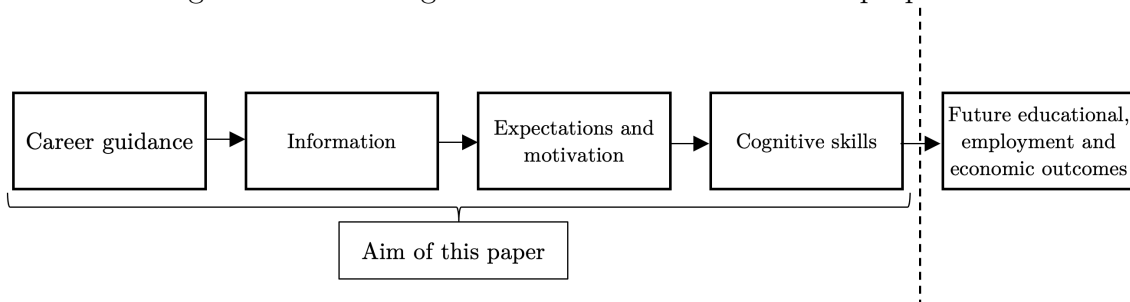 Career guidance
Information
Expectations and
motivation
Cognitive skills
Future educational,
employment and
economic outcomes
Aim of this paper